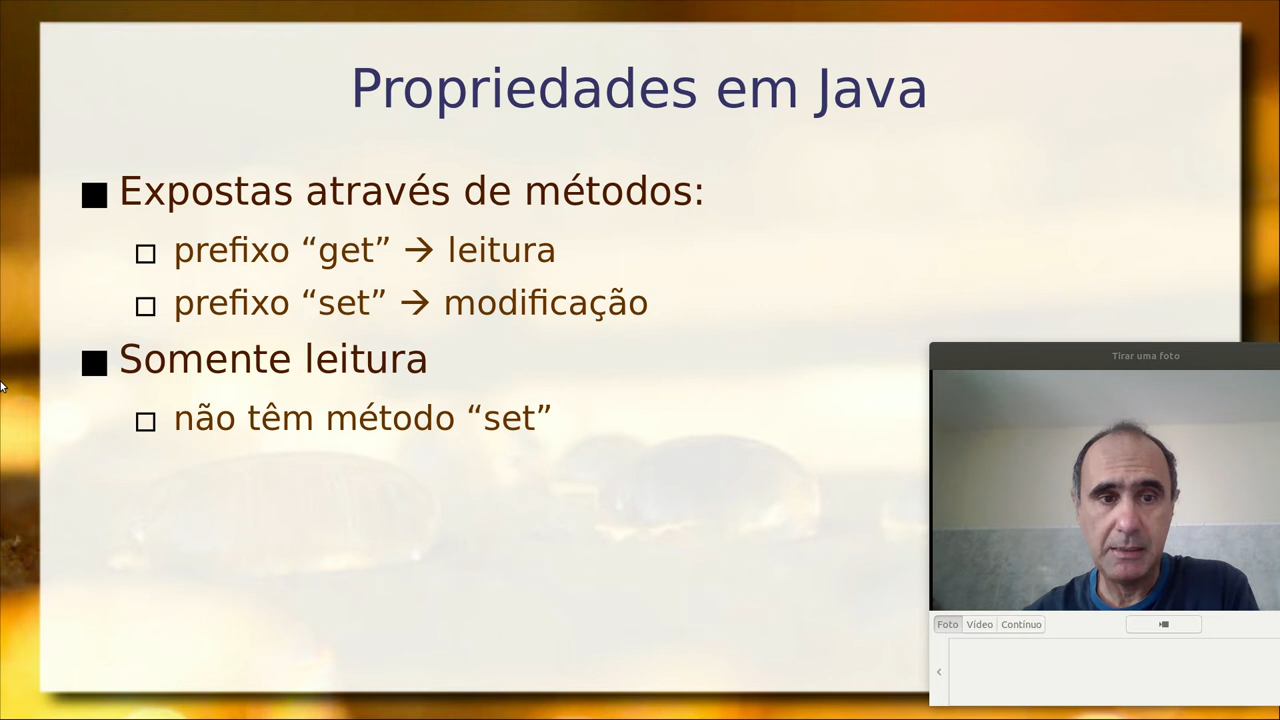 Propriedades em Java
Expostas através de métodos:
prefixo “get” → leitura
prefixo “set” → modificação
Somente leitura
não têm método “set”
Tirar uma foto
Foto Vídeo Contínuo